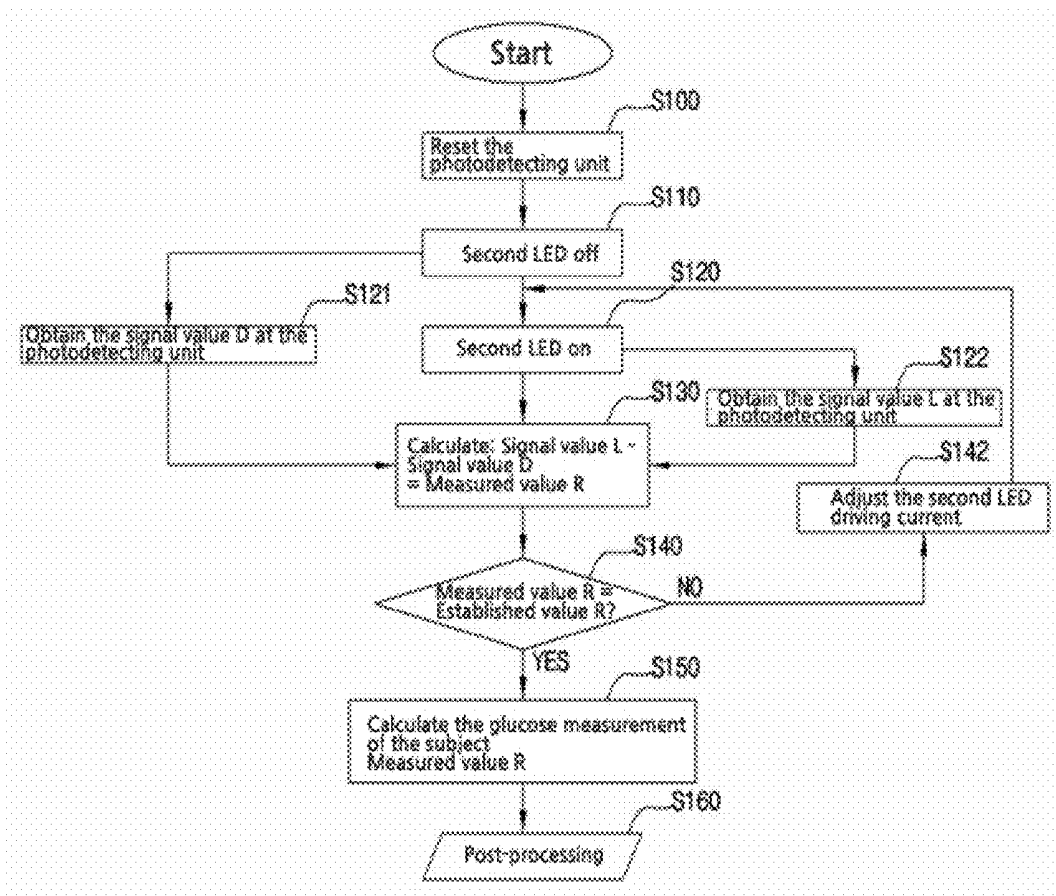 Start
S100
Reset the
photodetecting unit
S110
Second LED off
S120
S121
Obtain the signal value D at the
photodetecting unit
Second LED on
S122
Obtain the signal value L at the
photodetecting unit
S130
Calculate: Signal value L -
Signal value D
= Measured value R
S142
Adjust the second LED
driving current
S140
Measured value R =
Established value R?
NO
YES
S150
Calculate the glucose measurement
of the subject
Measured value R
S160
Post-processing